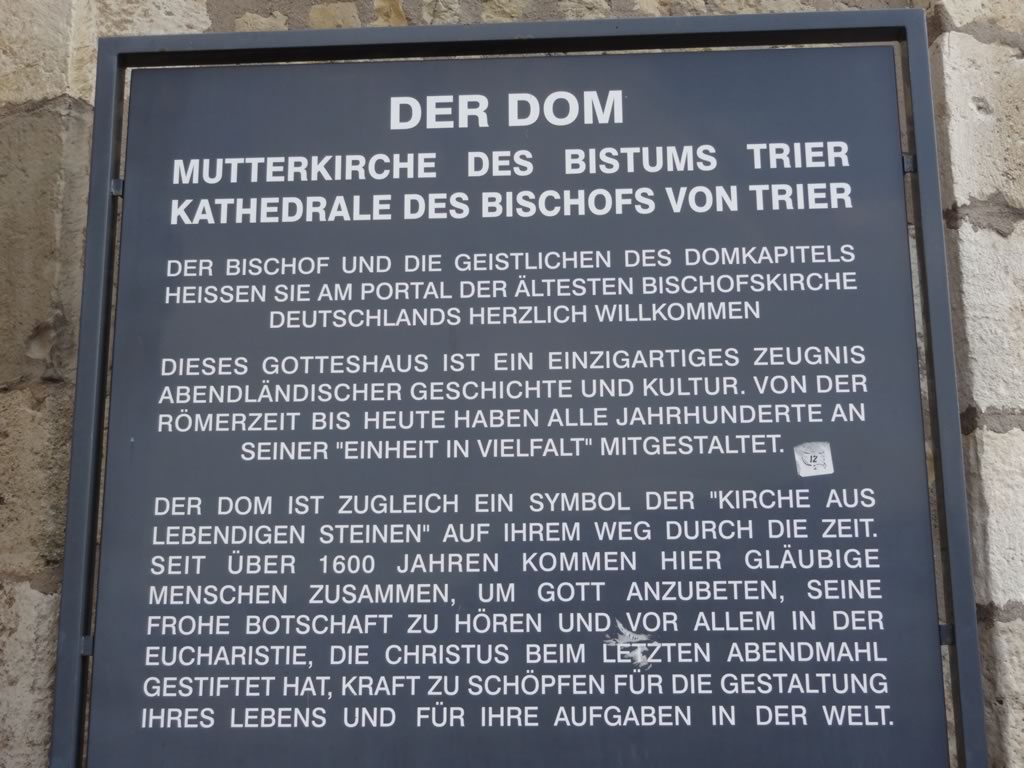 DER DOM
MUTTERKIRCHE DES BISTUMS TRIER
KATHEDRALE DES BISCHOFS VON TRIER
DER BISCHOF UND DIE GEISTLICHEN DES DOMKAPITELS
HEISSEN SIE AM PORTAL DER ÄLTESTEN BISCHOFSKIRCHE
DEUTSCHLANDS HERZLICH WILLKOMMEN
DIESES GOTTESHAUS IST EIN EINZIGARTIGES ZEUGNIS
ABENDLÄNDISCHER GESCHICHTE UND KULTUR. VON DER
RÖMERZEIT BIS HEUTE HABEN ALLE JAHRHUNDERTE AN
SEINER "EINHEIT IN VIELFALT" MITGESTALTET.
12
DER DOM IST ZUGLEICH EIN SYMBOL DER "KIRCHE AUS
LEBENDIGEN STEINEN" AUF IHREM WEG DURCH DIE ZEIT.
SEIT ÜBER 1600 JAHREN KOMMEN HIER GLÄUBIGE
MENSCHEN ZUSAMMEN, UM GOTT ANZUBETEN, SEINE
FROHE BOTSCHAFT ZU HÖREN UND VOR ALLEM IN DER
EUCHARISTIE, DIE CHRISTUS BEIM LETZTEN ABENDMAHL
GESTIFTET HAT, KRAFT ZU SCHÖPFEN FÜR DIE GESTALTUNG
IHRES LEBENS UND FÜR IHRE AUFGABEN IN DER WELT.